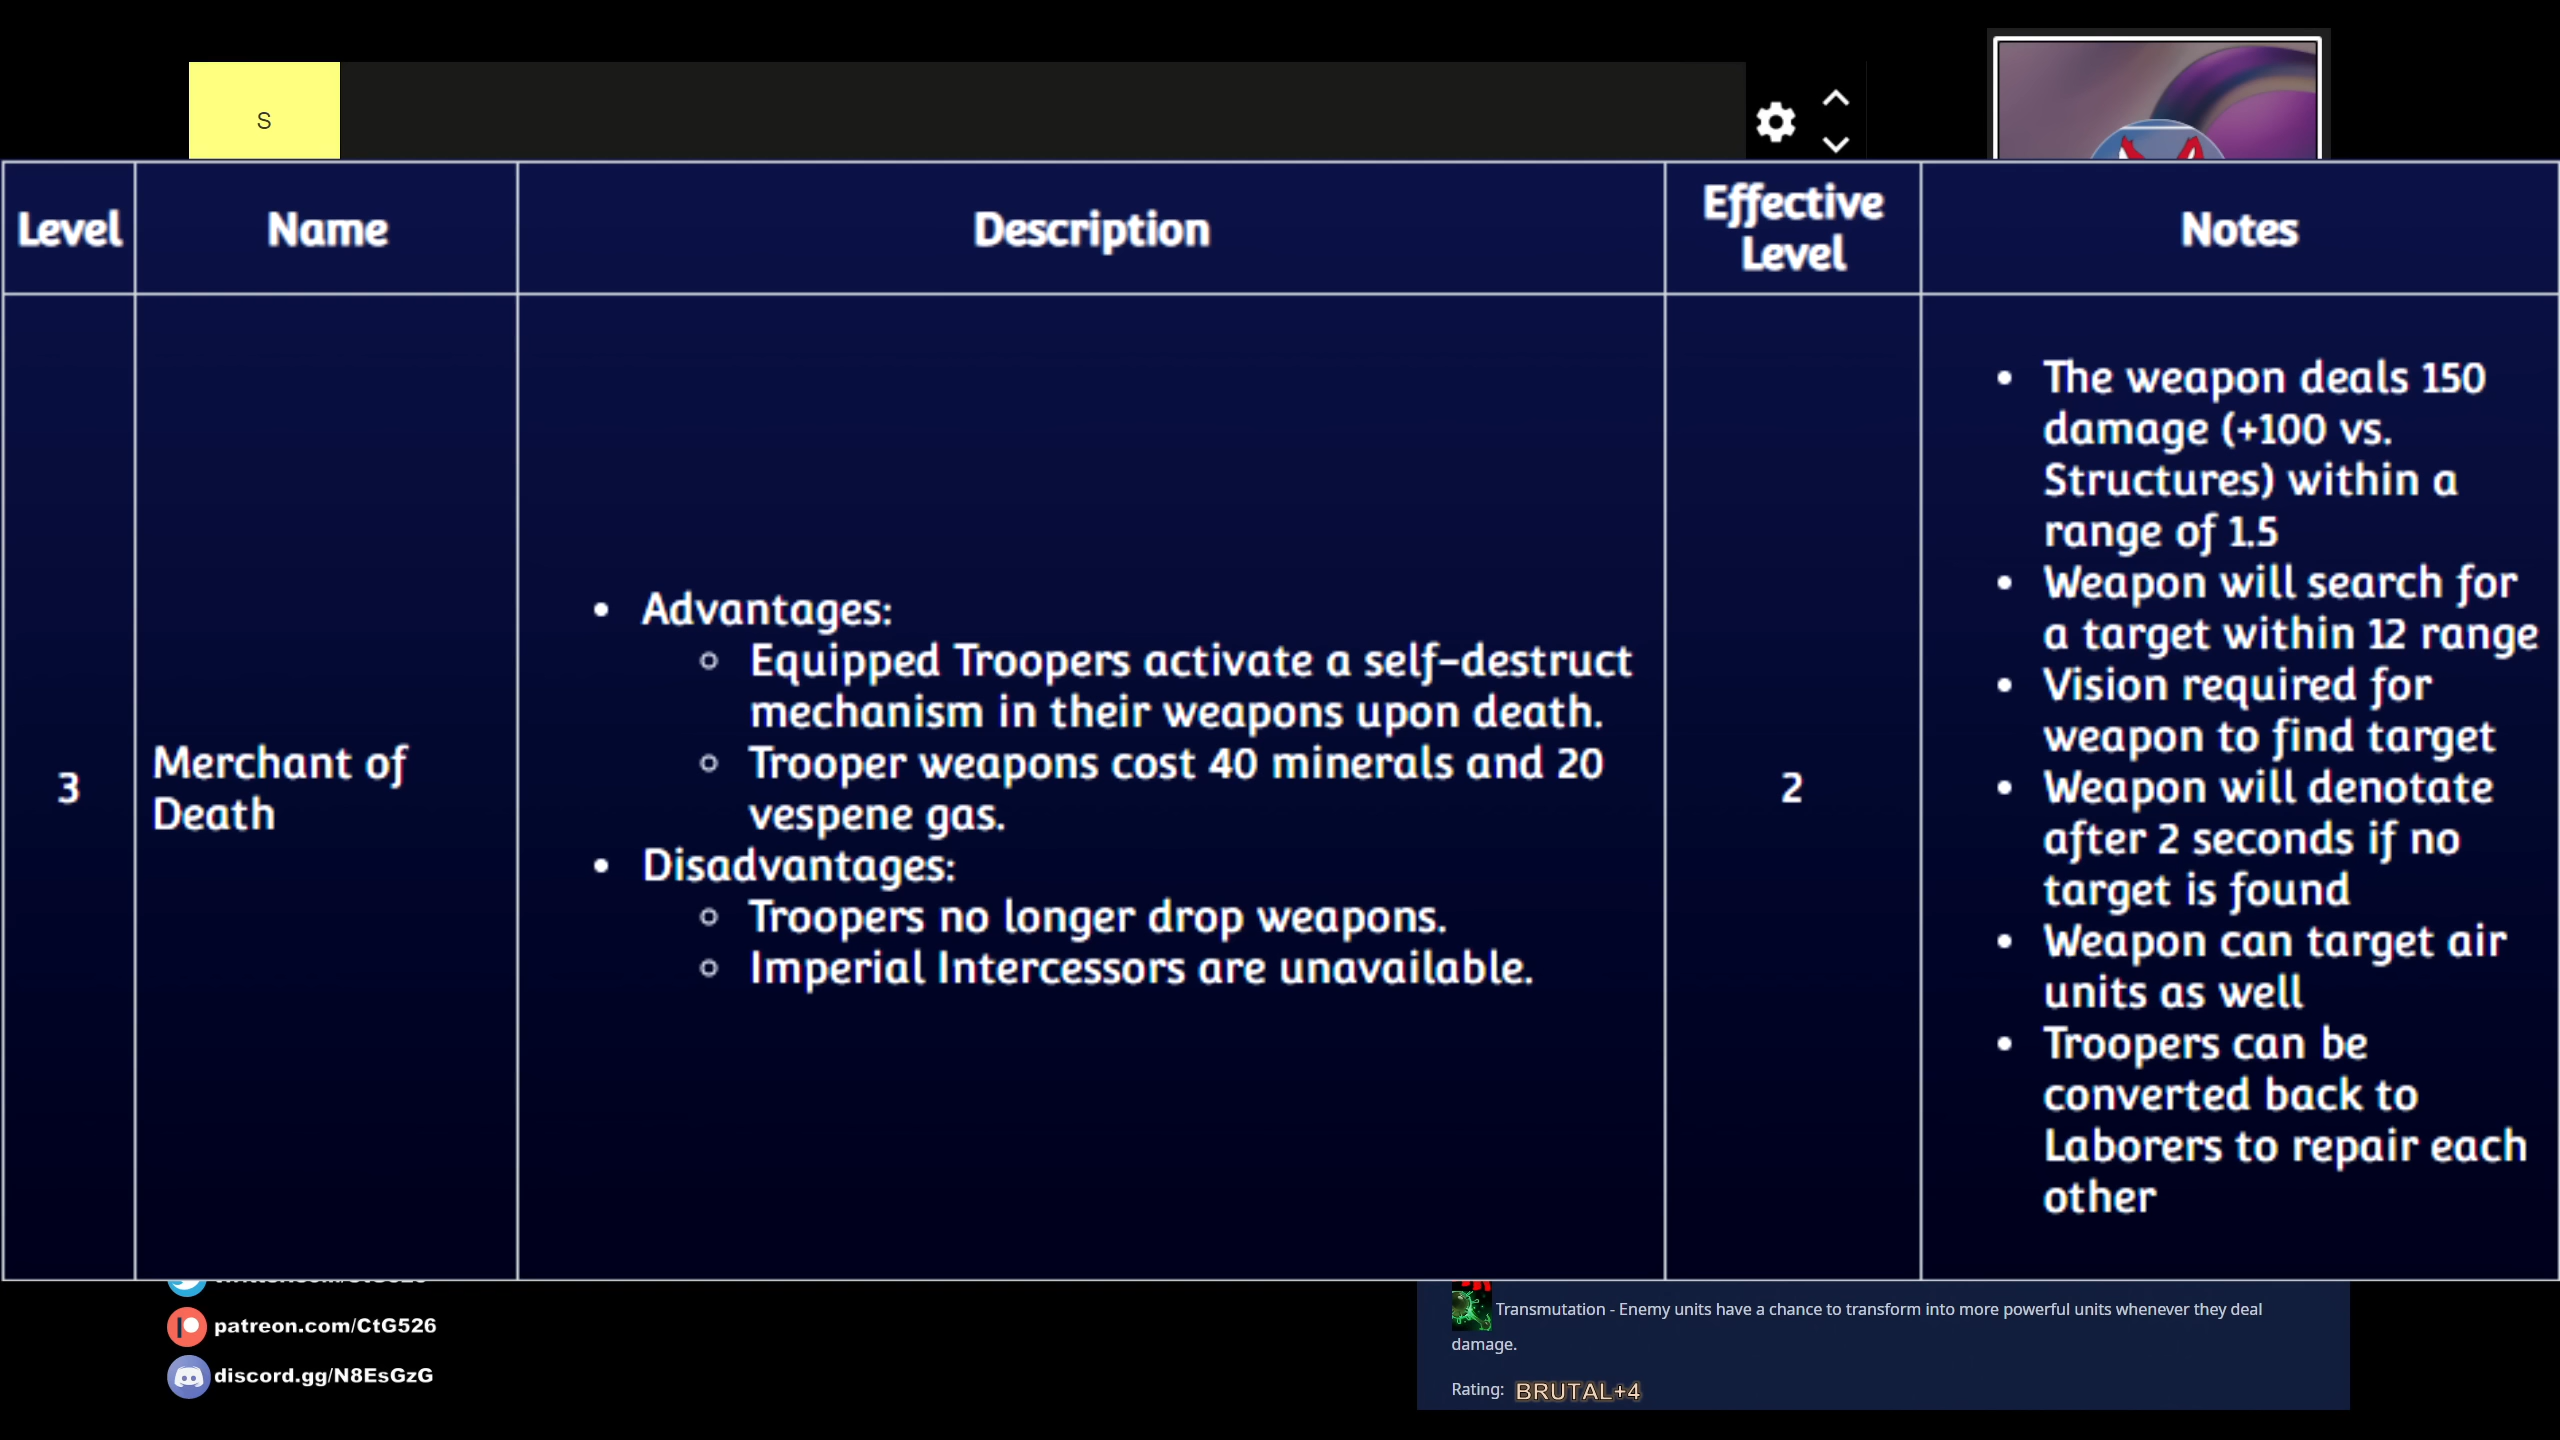 S
Level
Name
Description
Effective
Level
Notes
3
Merchant of
Death
Advantages:
Equipped Troopers activate a self-destruct
mechanism in their weapons upon death.
Trooper weapons cost 40 minerals and 20
vespene gas.
Disadvantages:
Troopers no longer drop weapons.
Imperial Intercessors are unavailable.
2
The weapon deals 150
damage (+100 vs.
Structures) within a
range of 1.5
Weapon will search for
a target within 12 range
Vision required for
weapon to find target
Weapon will denotate
after 2 seconds if no
target is found
Weapon can target air
units as well
Troopers can be
converted back to
Laborers to repair each
other
patreon.com/CtG526
discord.gg/N8EsGzG
Transmutation - Enemy units have a chance to transform into more powerful units whenever they deal
damage.
Rating: BRUTAL+4